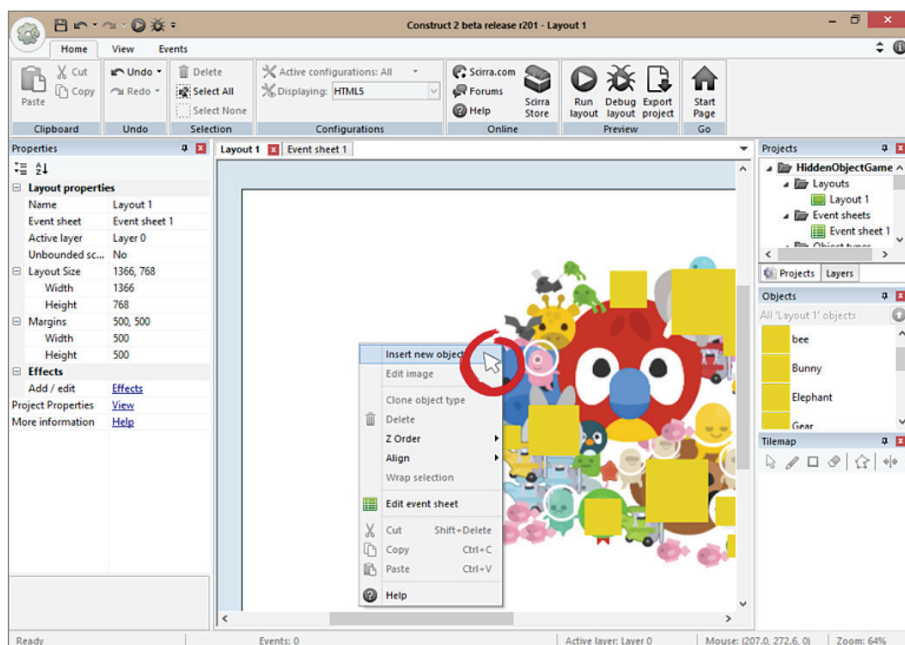 Construct 2 beta release r201 - Layout 1
Home View Events
Paste
Cut
Copy
Clipboard
Undo
Redo
Undo
Delete
Select All
Select None
Selection
Active configurations: All
Displaying: HTML5
Configurations
Scirra.com
Forums
Help
Scirra
Store
Online
Run
layout
Debug
layout
Export
project
Preview
Start
Page
Go
Properties
Layout properties
Name Layout 1
Event sheet Event sheet 1
Active layer Layer 0
Unbounded sc... No
Layout Size 1366, 768
Width 1366
Height 768
Margins 500, 500
Width 500
Height 500
Effects
Add / edit Effects
Project Properties View
More information Help
Layout 1 Event sheet 1
Insert new objec
Edit image
Clone object type
Delete
Z Order
Align
Wrap selection
Edit event sheet
Cut Shift+Delete
Copy Ctrl+C
Paste Ctrl+V
Help
Projects
HiddenObjectGame
Layouts
Layout 1
Event sheets
Event sheet 1
Object types
Projects Layers
Objects
All 'Layout 1' objects
bee
Bunny
Elephant
Gear
Tilemap
Ready Events: 0 Active layer: Layer 0 Mouse: (207.0, 272.6, 0) Zoom: 64%